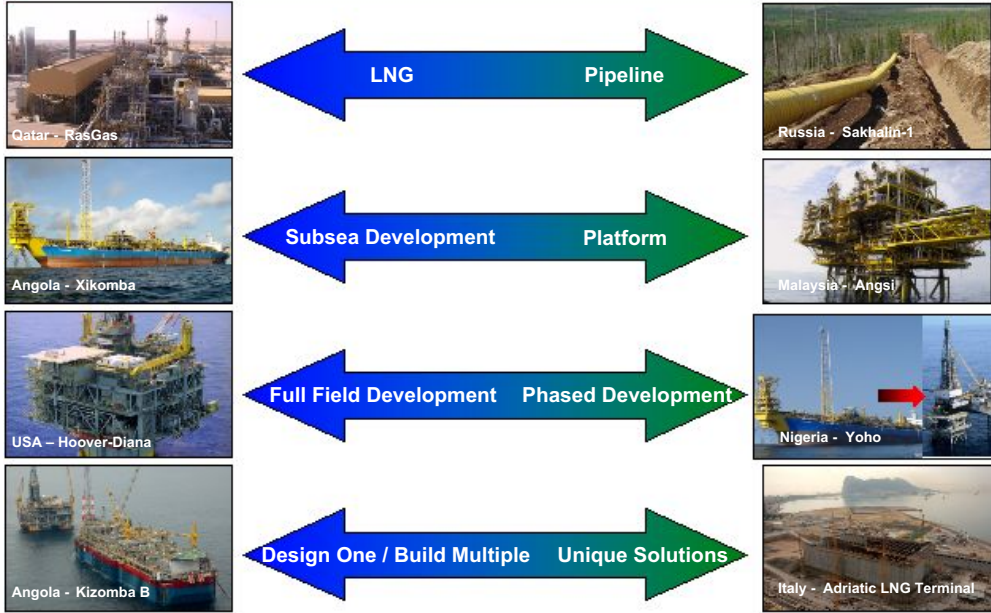 LNG Pipeline
Qatar - RasGas
Russia - Sakhalin-1
Subsea Development Platform
Angola - Xikomba
Malaysia - Angsi
Full Field Development Phased Development
USA – Hoover-Diana
Nigeria - Yoho
Design One / Build Multiple Unique Solutions
Angola - Kizomba B
Italy - Adriatic LNG Terminal